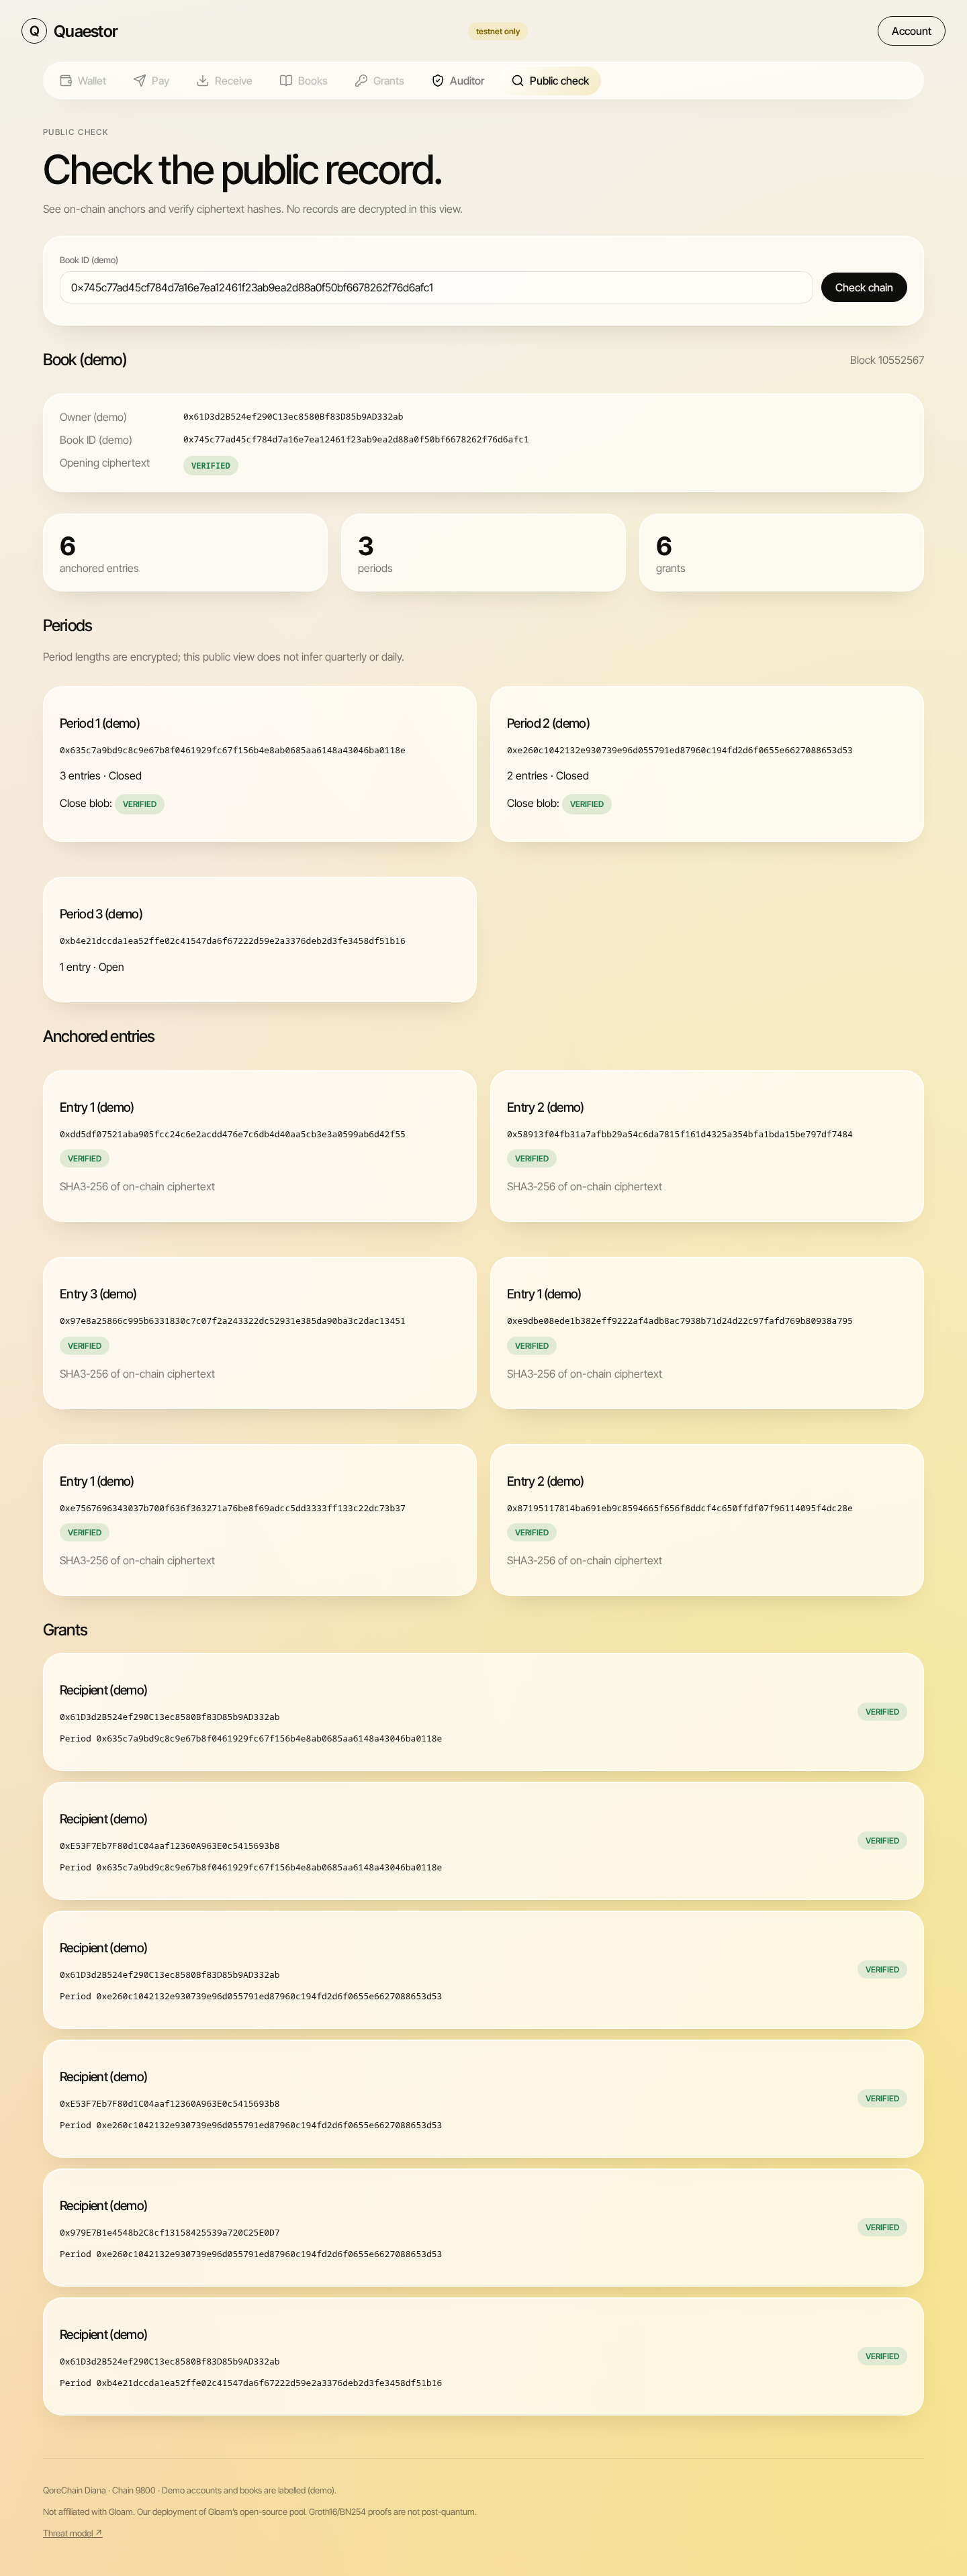 Q Quaestor
testnet only
Account
Wallet Pay Receive Books Grants Auditor Public check
PUBLIC CHECK
Check the public record.
See on-chain anchors and verify ciphertext hashes. No records are decrypted in this view.
Book ID (demo)
0×745c77ad45cf784d7a16e7ea12461f23ab9ea2d88a0f50bf6678262f76d6afc1
Check chain
Book (demo)
Block 10552567
Owner (demo) 0x61D3d2B524ef290C13ec8580Bf83D85b9AD332ab
Book ID (demo) 0x745c77ad45cf784d7a16e7ea12461f23ab9ea2d88a0f50bf6678262f76d6afc1
Opening ciphertext VERIFIED
6
anchored entries
3
periods
6
grants
Periods
Period lengths are encrypted; this public view does not infer quarterly or daily.
Period 1 (demo)
0x635c7a9bd9c8c9e67b8f0461929fc67f156b4e8ab0685aa6148a43046ba0118e
3 entries · Closed
Close blob: VERIFIED
Period 2 (demo)
0xe260c1042132e930739e96d055791ed87960c194fd2d6f0655e6627088653d53
2 entries · Closed
Close blob: VERIFIED
Period 3 (demo)
0xb4e21dccda1ea52ffe02c41547da6f67222d59e2a3376deb2d3fe3458df51b16
1 entry · Open
Anchored entries
Entry 1 (demo)
0xdd5df07521aba905fcc24c6e2acdd476e7c6db4d40aa5cb3e3a0599ab6d42f55
VERIFIED
SHA3-256 of on-chain ciphertext
Entry 2 (demo)
0x58913f04fb31a7afbb29a54c6da7815f161d4325a354bfa1bda15be797df7484
VERIFIED
SHA3-256 of on-chain ciphertext
Entry 3 (demo)
0x97e8a25866c995b6331830c7c07f2a243322dc52931e385da90ba3c2dac13451
VERIFIED
SHA3-256 of on-chain ciphertext
Entry 1 (demo)
0xe9dbe08ede1b382eff9222af4adb8ac7938b71d24d22c97fafd769b80938a795
VERIFIED
SHA3-256 of on-chain ciphertext
Entry 1 (demo)
0xe7567696343037b700f636f363271a76be8f69adcc5dd3333ff133c22dc73b37
VERIFIED
SHA3-256 of on-chain ciphertext
Entry 2 (demo)
0x87195117814ba691eb9c8594665f656f8ddcf4c650ffdf07f96114095f4dc28e
VERIFIED
SHA3-256 of on-chain ciphertext
Grants
Recipient (demo)
0x61D3d2B524ef290C13ec8580Bf83D85b9AD332ab
Period 0x635c7a9bd9c8c9e67b8f0461929fc67f156b4e8ab0685aa6148a43046ba0118e
VERIFIED
Recipient (demo)
0xE53F7Eb7F80d1C04aaf12360A963E0c5415693b8
Period 0x635c7a9bd9c8c9e67b8f0461929fc67f156b4e8ab0685aa6148a43046ba0118e
VERIFIED
Recipient (demo)
0x61D3d2B524ef290C13ec8580Bf83D85b9AD332ab
Period 0xe260c1042132e930739e96d055791ed87960c194fd2d6f0655e6627088653d53
VERIFIED
Recipient (demo)
0xE53F7Eb7F80d1C04aaf12360A963E0c5415693b8
Period 0xe260c1042132e930739e96d055791ed87960c194fd2d6f0655e6627088653d53
VERIFIED
Recipient (demo)
0x979E7B1e4548b2C8cf13158425539a720C25E0D7
Period 0xe260c1042132e930739e96d055791ed87960c194fd2d6f0655e6627088653d53
VERIFIED
Recipient (demo)
0x61D3d2B524ef290C13ec8580Bf83D85b9AD332ab
Period 0xb4e21dccda1ea52ffe02c41547da6f67222d59e2a3376deb2d3fe3458df51b16
VERIFIED
QoreChain Diana · Chain 9800 · Demo accounts and books are labelled (demo).
Not affiliated with Gloam. Our deployment of Gloam's open-source pool. Groth16/BN254 proofs are not post-quantum.
Threat model ↗